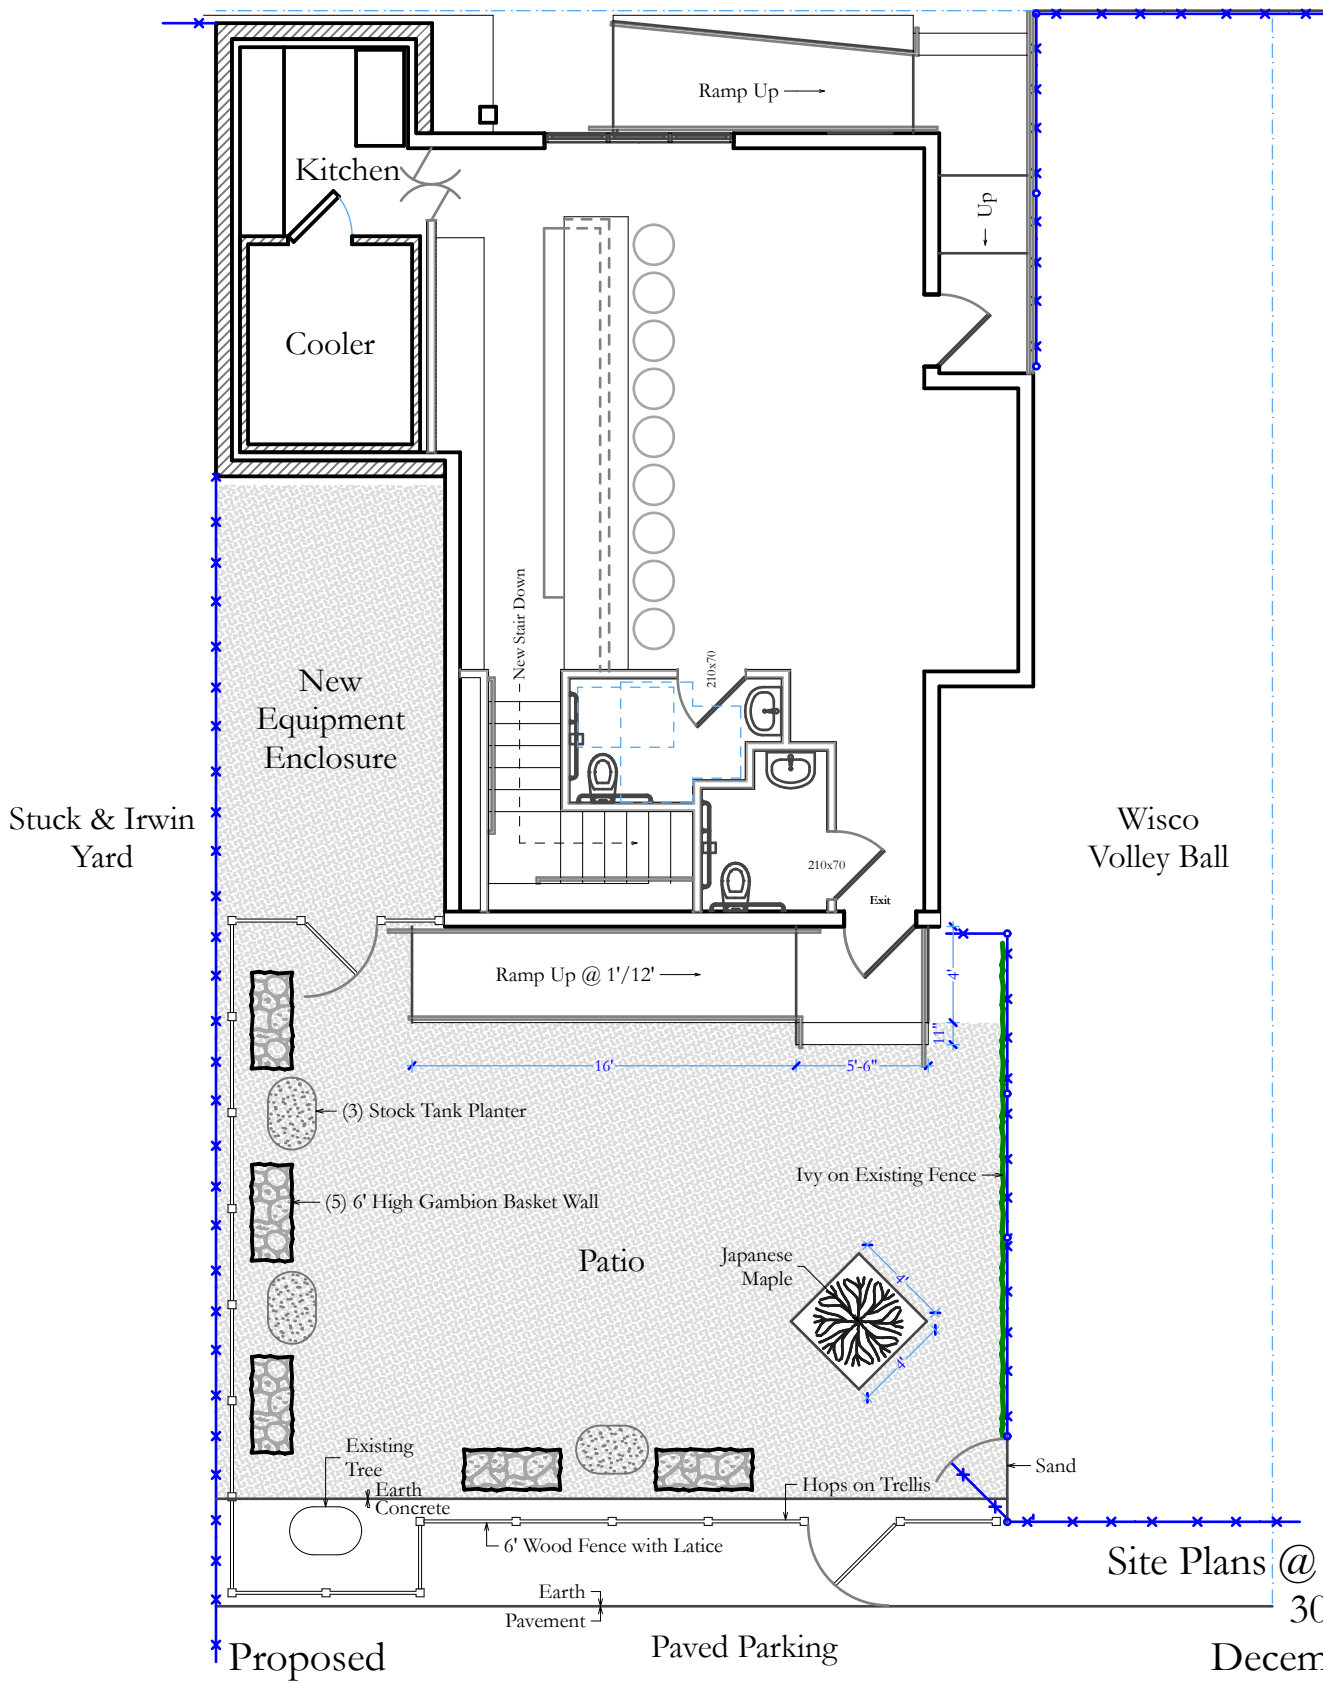 Ramp Up
Kitchen
Up
Cooler
New Stair Down
210x70
New
Equipment
Enclosure
Stuck & Irwin
Yard
Wisco
Volley Ball
210x70
Exit
Ramp Up @ 1'/12'
4'
11"
16'
5'-6"
(3) Stock Tank Planter
Ivy on Existing Fence
(5) 6' High Gambion Basket Wall
Patio
Japanese
Maple
4'
4'
Existing
Tree
Earth
Concrete
Hops on Trellis
Sand
6' Wood Fence with Latice
Site Plans @
Earth
Pavement
30
Paved Parking
Proposed
Decem